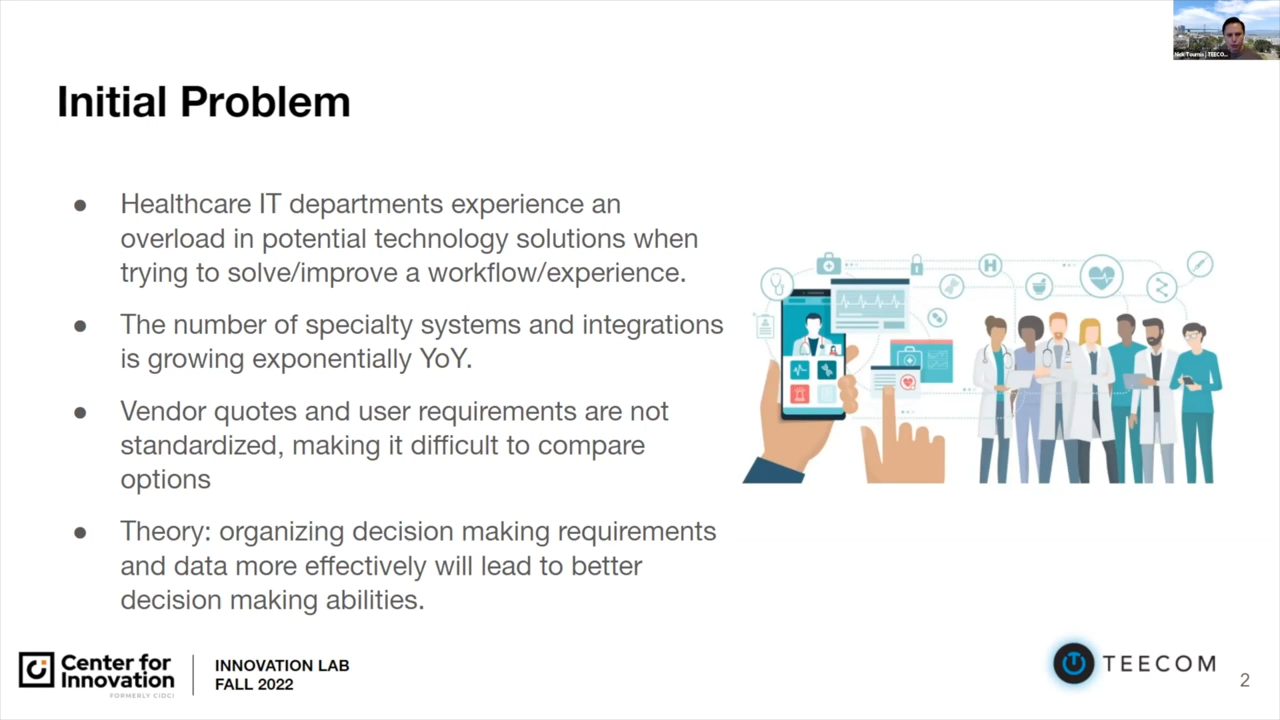 Initial Problem
● Healthcare IT departments experience an
overload in potential technology solutions when
trying to solve/improve a workflow/experience.
● The number of specialty systems and integrations
is growing exponentially YoY.
● Vendor quotes and user requirements are not
standardized, making it difficult to compare
options
● Theory: organizing decision making requirements
and data more effectively will lead to better
decision making abilities.
H
Center for
Innovation
FORMERLY CIDCI
INNOVATION LAB
FALL 2022
TEECOM
2